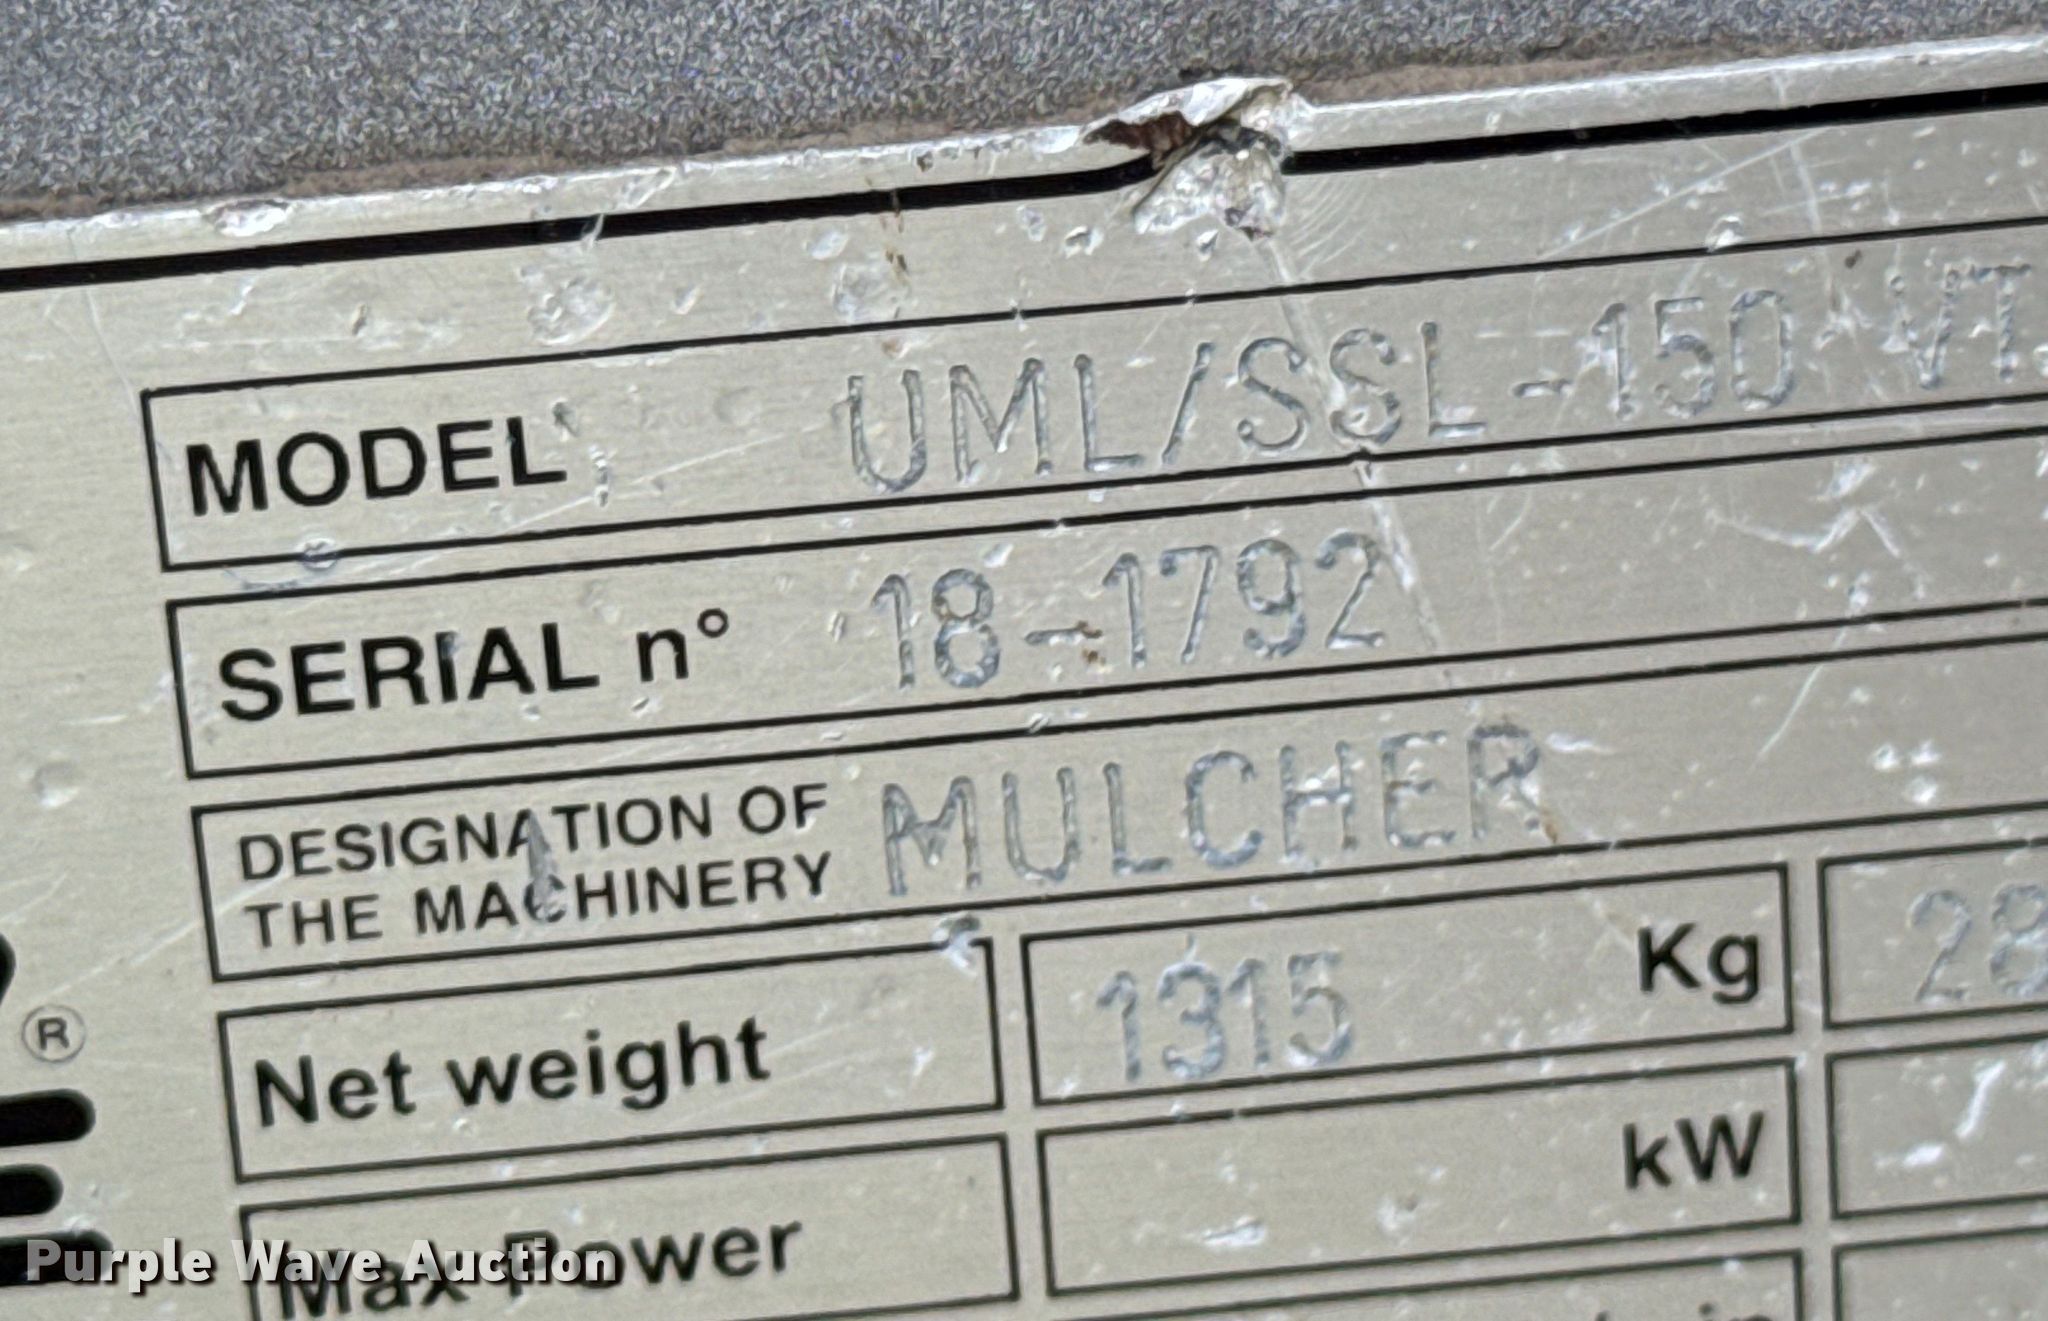 MODEL UML/SSL-150 VT
SERIAL n° 18-1792
DESIGNATION OF
THE MACHINERY MULCHER
Net weight 1315 Kg 28
® 
kW
Max Power
Purple Wave Auction